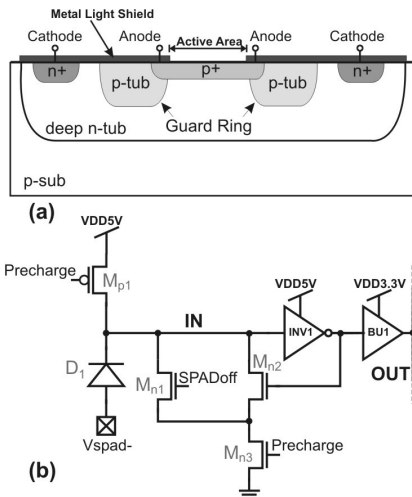 Metal Light Shield
Cathode Anode Active Area Anode Cathode
n+ p-tub p+ p-tub n+
Guard Ring
deep n-tub
p-sub
(a)
VDD5V
Precharge
Mp1
IN
VDD5V
VDD3.3V
INV1
BU1
OUT
D1
Mn1
SPADoff
Mn2
Vspad-
Mn3
Precharge
(b)